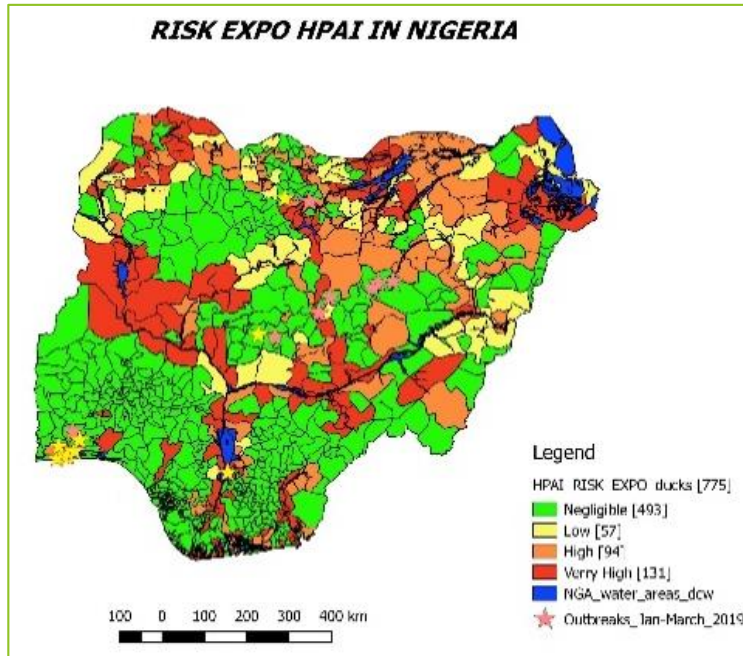 RISK EXPO HPAI IN NIGERIA
Legend
HPAI RISK EXPO ducks [775]
Negligible [493]
Low [57]
High [94]
Verry High [131]
NGA_water_areas_dcw
Outbreaks_Jan-March_2019
100 0 100 200 300 400 km